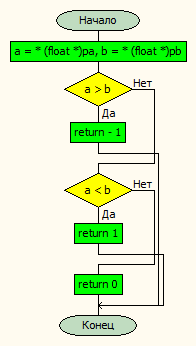 Начало
a = * (float *)pa, b = * (float *)pb
a > b
Нет
Да
return - 1
a < b
Нет
Да
return 1
return 0
Конец